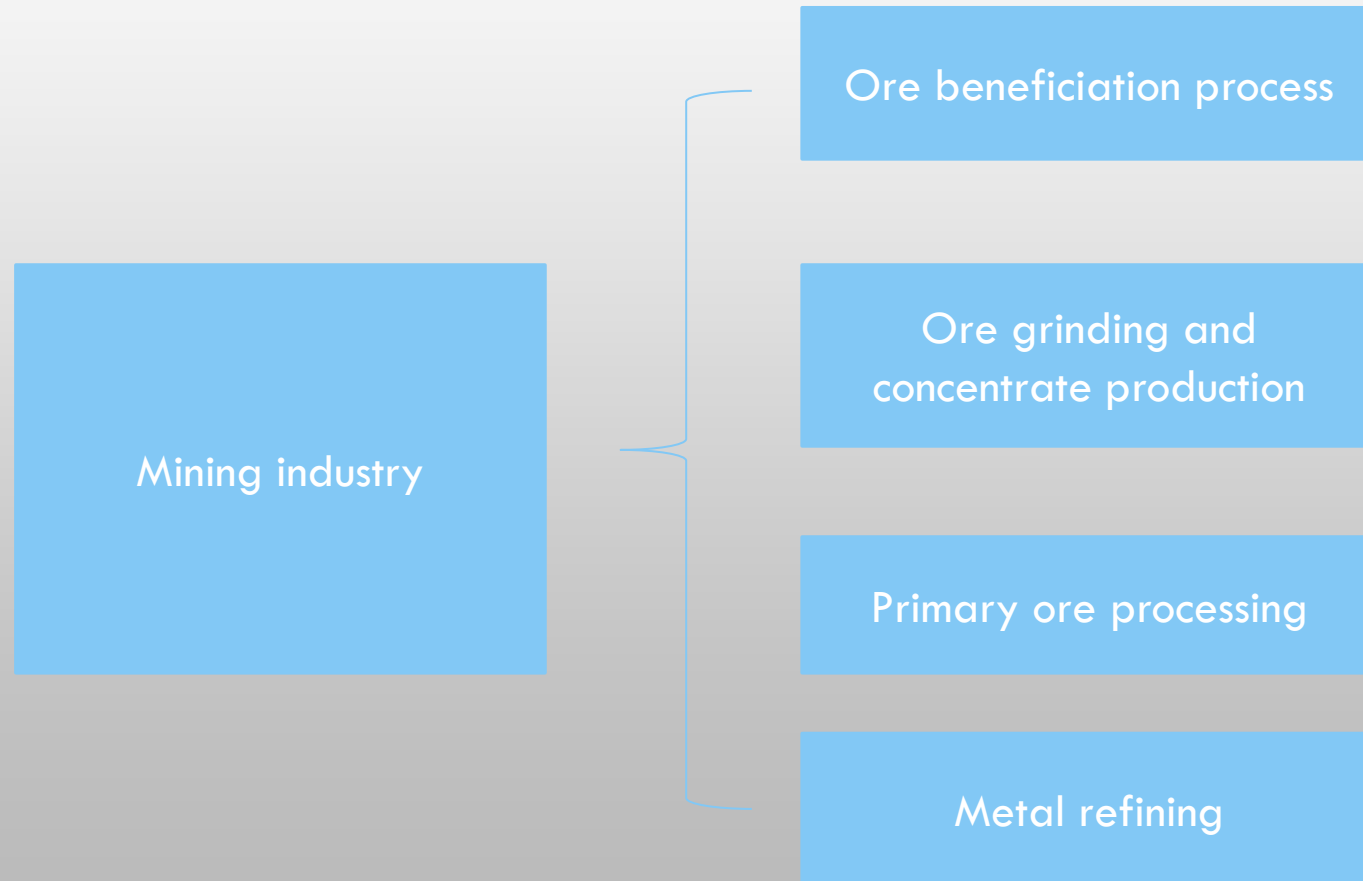 Ore beneficiation process
Ore grinding and
concentrate production
Mining industry
Primary ore processing
Metal refining